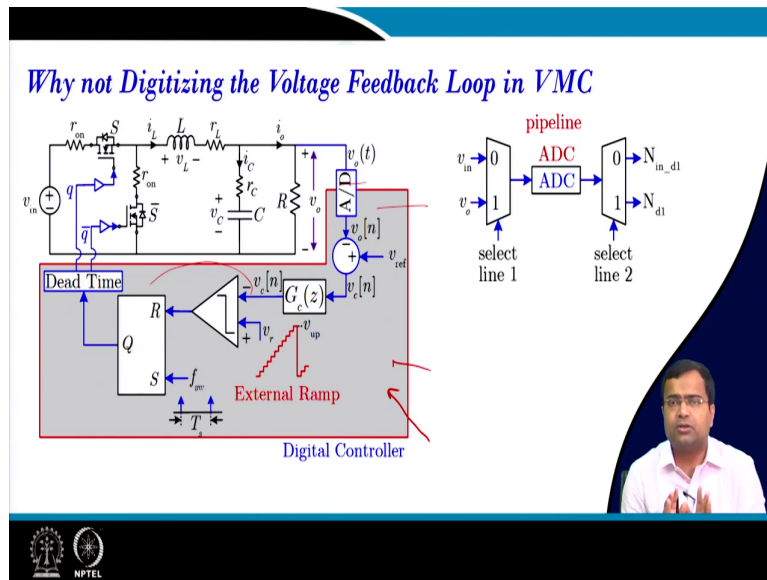 Why not Digitizing the Voltage Feedback Loop in VMC
r_on S i_L L r_L i_o
+ v_L −
v_o(t)
i_C
r_on
r_C
v_in
q
q̅
S̅
v_C C
R
v_o
A/D
v_o[n]
v_ref
v_c[n]
G_c(z)
v_c[n]
Dead Time
R
Q
S
f_sw
T_s
v_r
v_up
External Ramp
Digital Controller
pipeline
ADC
ADC
v_in 0
v_o 1
0 N_in_d1
1 N_d1
select
line 1
select
line 2
NPTEL